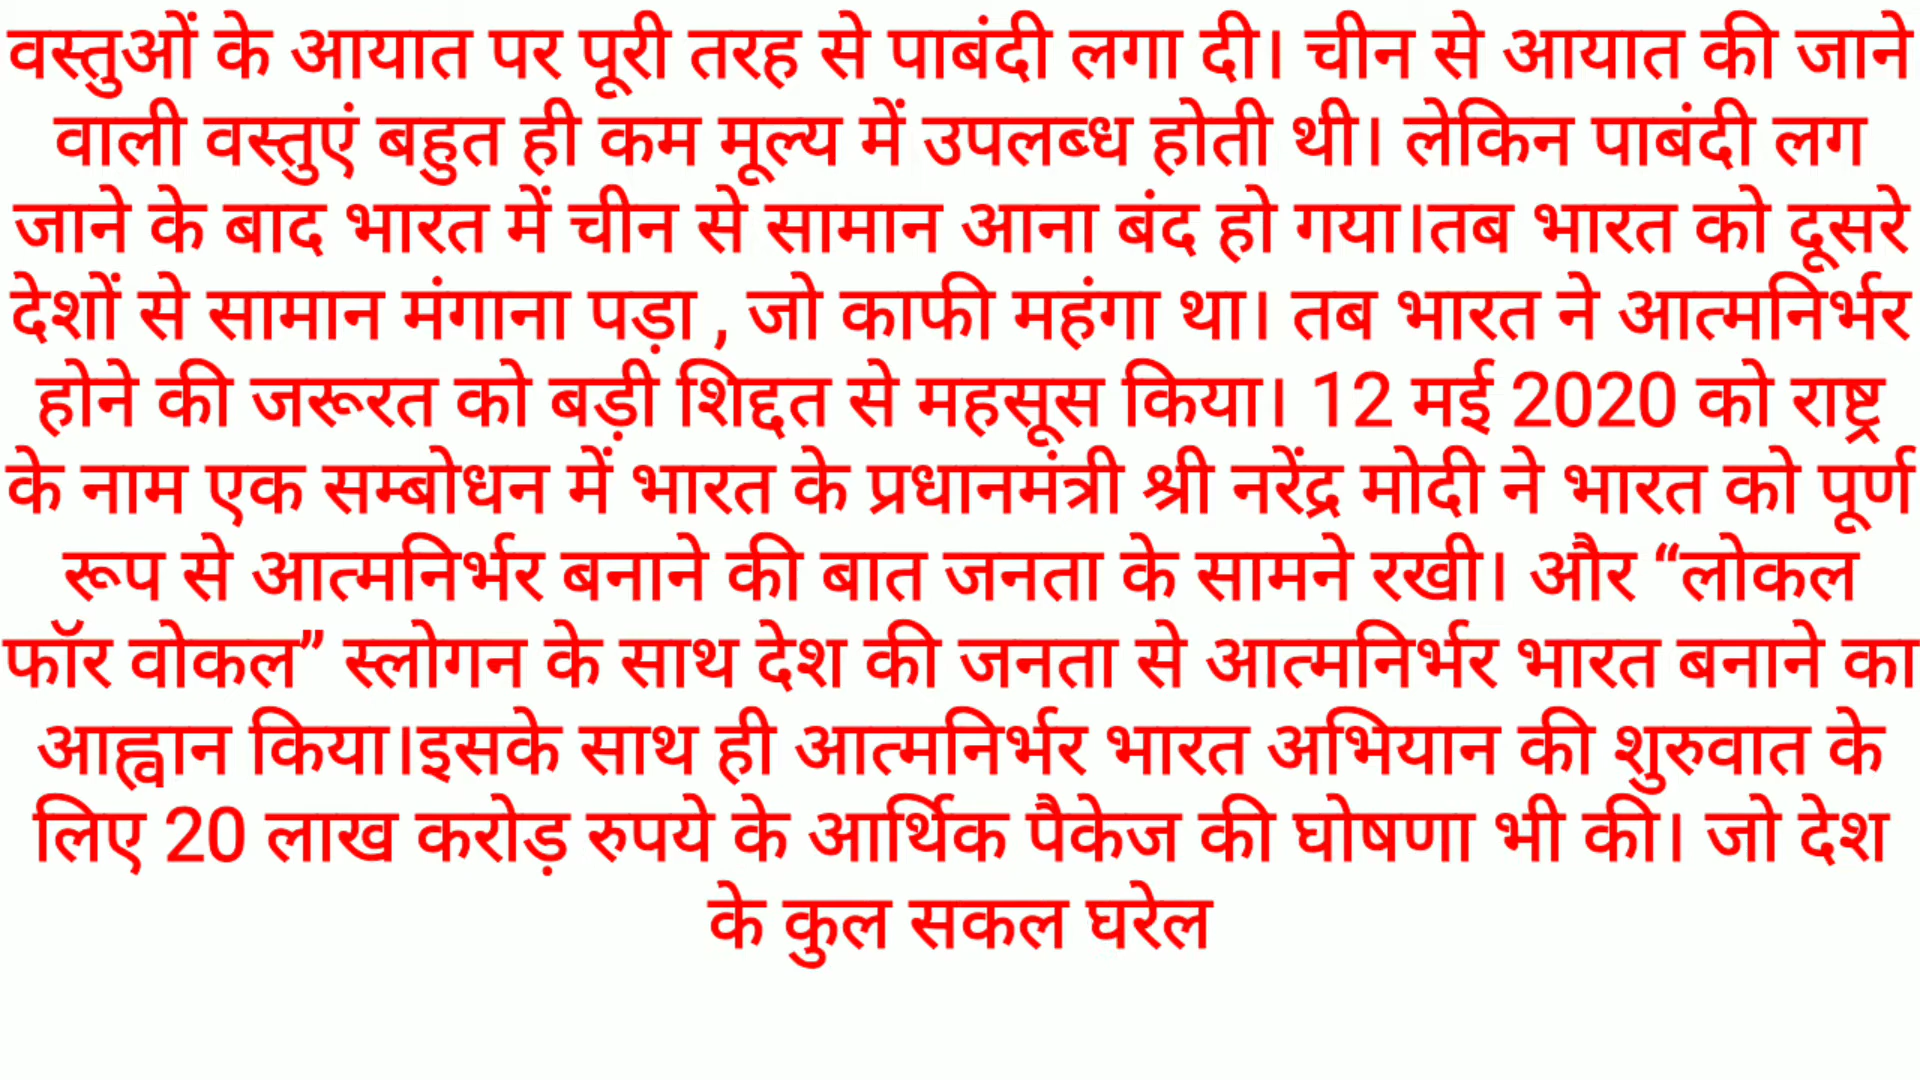 वस्तुओं के आयात पर पूरी तरह से पाबंदी लगा दी। चीन से आयात की जाने
वाली वस्तुएं बहुत ही कम मूल्य में उपलब्ध होती थी। लेकिन पाबंदी लग
जाने के बाद भारत में चीन से सामान आना बंद हो गया।तब भारत को दूसरे
देशों से सामान मंगाना पड़ा , जो काफी महंगा था। तब भारत ने आत्मनिर्भर
होने की जरूरत को बड़ी शिद्दत से महसूस किया। 12 मई 2020 को राष्ट्र
के नाम एक सम्बोधन में भारत के प्रधानमंत्री श्री नरेंद्र मोदी ने भारत को पूर्ण
रूप से आत्मनिर्भर बनाने की बात जनता के सामने रखी। और “लोकल
फॉर वोकल” स्लोगन के साथ देश की जनता से आत्मनिर्भर भारत बनाने का
आह्वान किया।इसके साथ ही आत्मनिर्भर भारत अभियान की शुरुवात के
लिए 20 लाख करोड़ रुपये के आर्थिक पैकेज की घोषणा भी की। जो देश
के कुल सकल घरेल